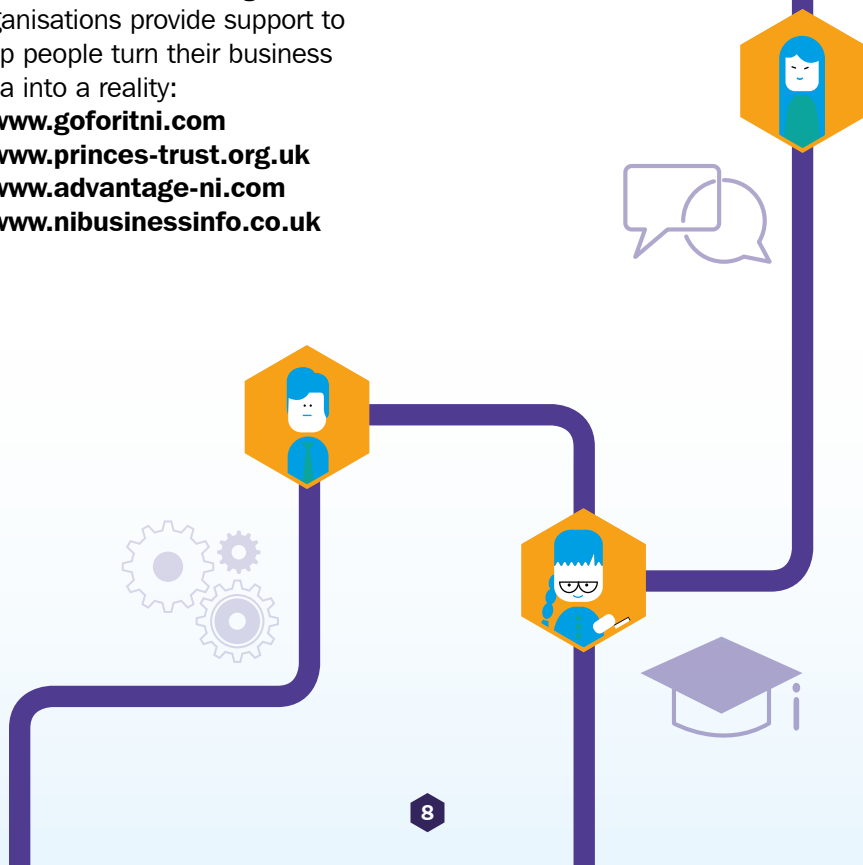 ganisations provide support to
p people turn their business
a into a reality:
www.goforitni.com
www.princes-trust.org.uk
www.advantage-ni.com
www.nibusinessinfo.co.uk
8